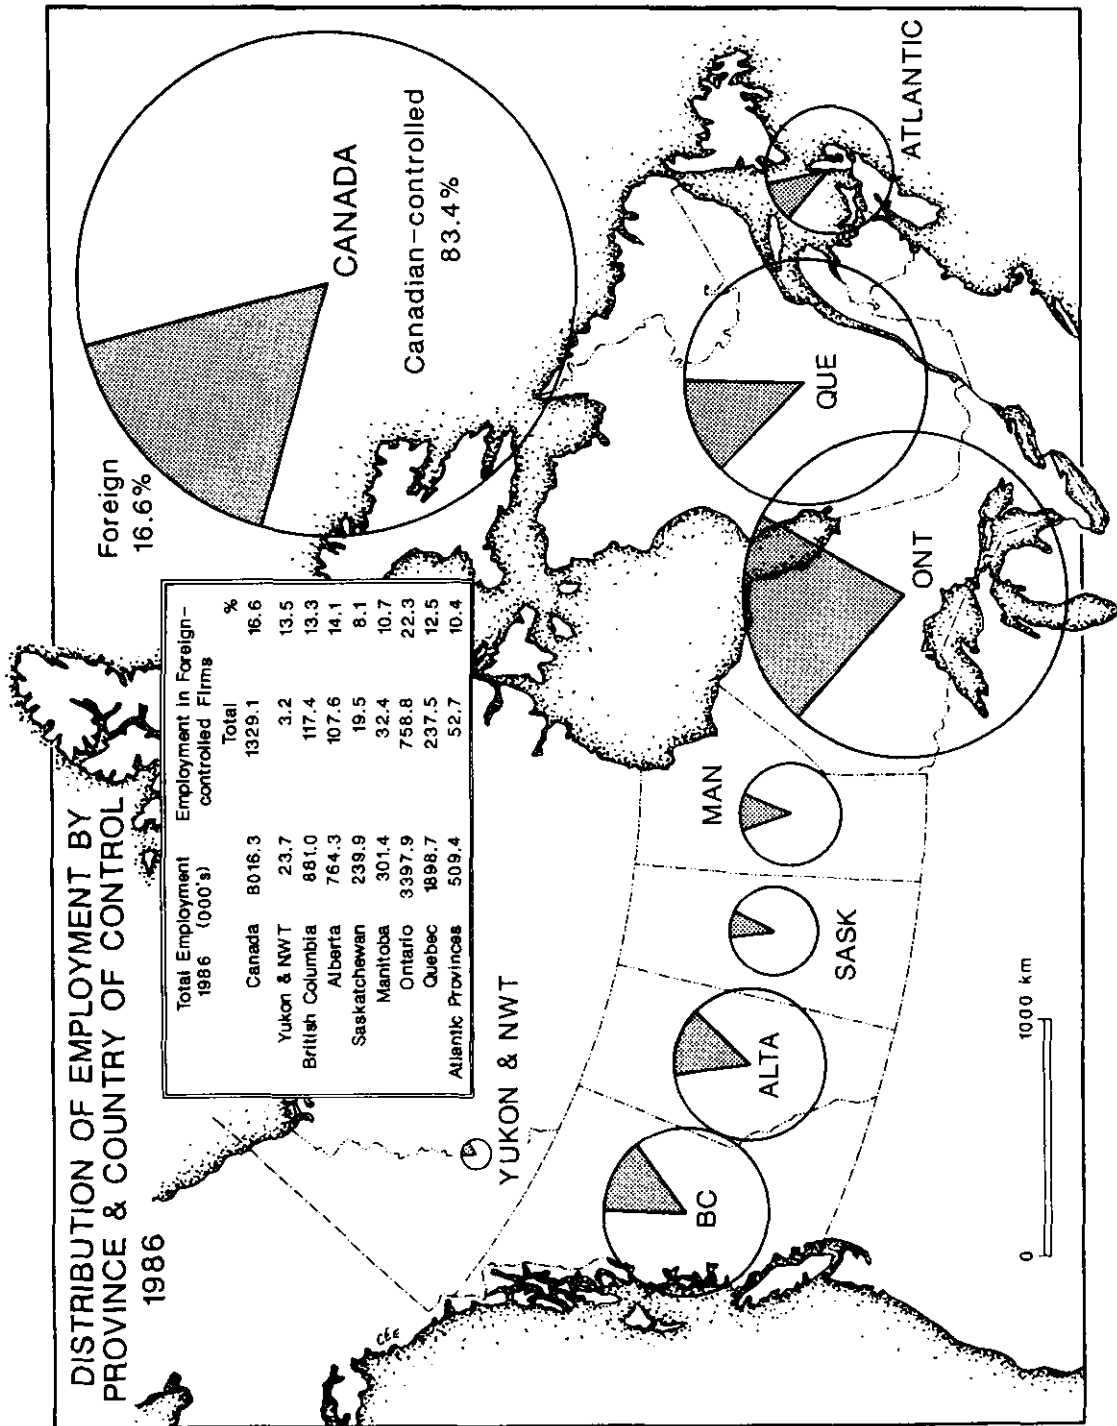 DISTRIBUTION OF EMPLOYMENT BY
PROVINCE & COUNTRY OF CONTROL
1986
Total Employment Employment in Foreign-
1986 (000's) controlled Firms
Total %
Canada 8016.3 1329.1 16.6
Yukon & NWT 23.7 3.2 13.5
British Columbia 881.0 117.4 13.3
Alberta 764.3 107.6 14.1
Saskatchewan 239.9 19.5 8.1
Manitoba 301.4 32.4 10.7
Ontario 3397.9 758.8 22.3
Quebec 1898.7 237.5 12.5
Atlantic Provinces 509.4 52.7 10.4
Foreign
16.6%
CANADA
Canadian-controlled
83.4%
YUKON & NWT
BC
ALTA
SASK
MAN
ONT
QUE
ATLANTIC
CEE
0 1000 km